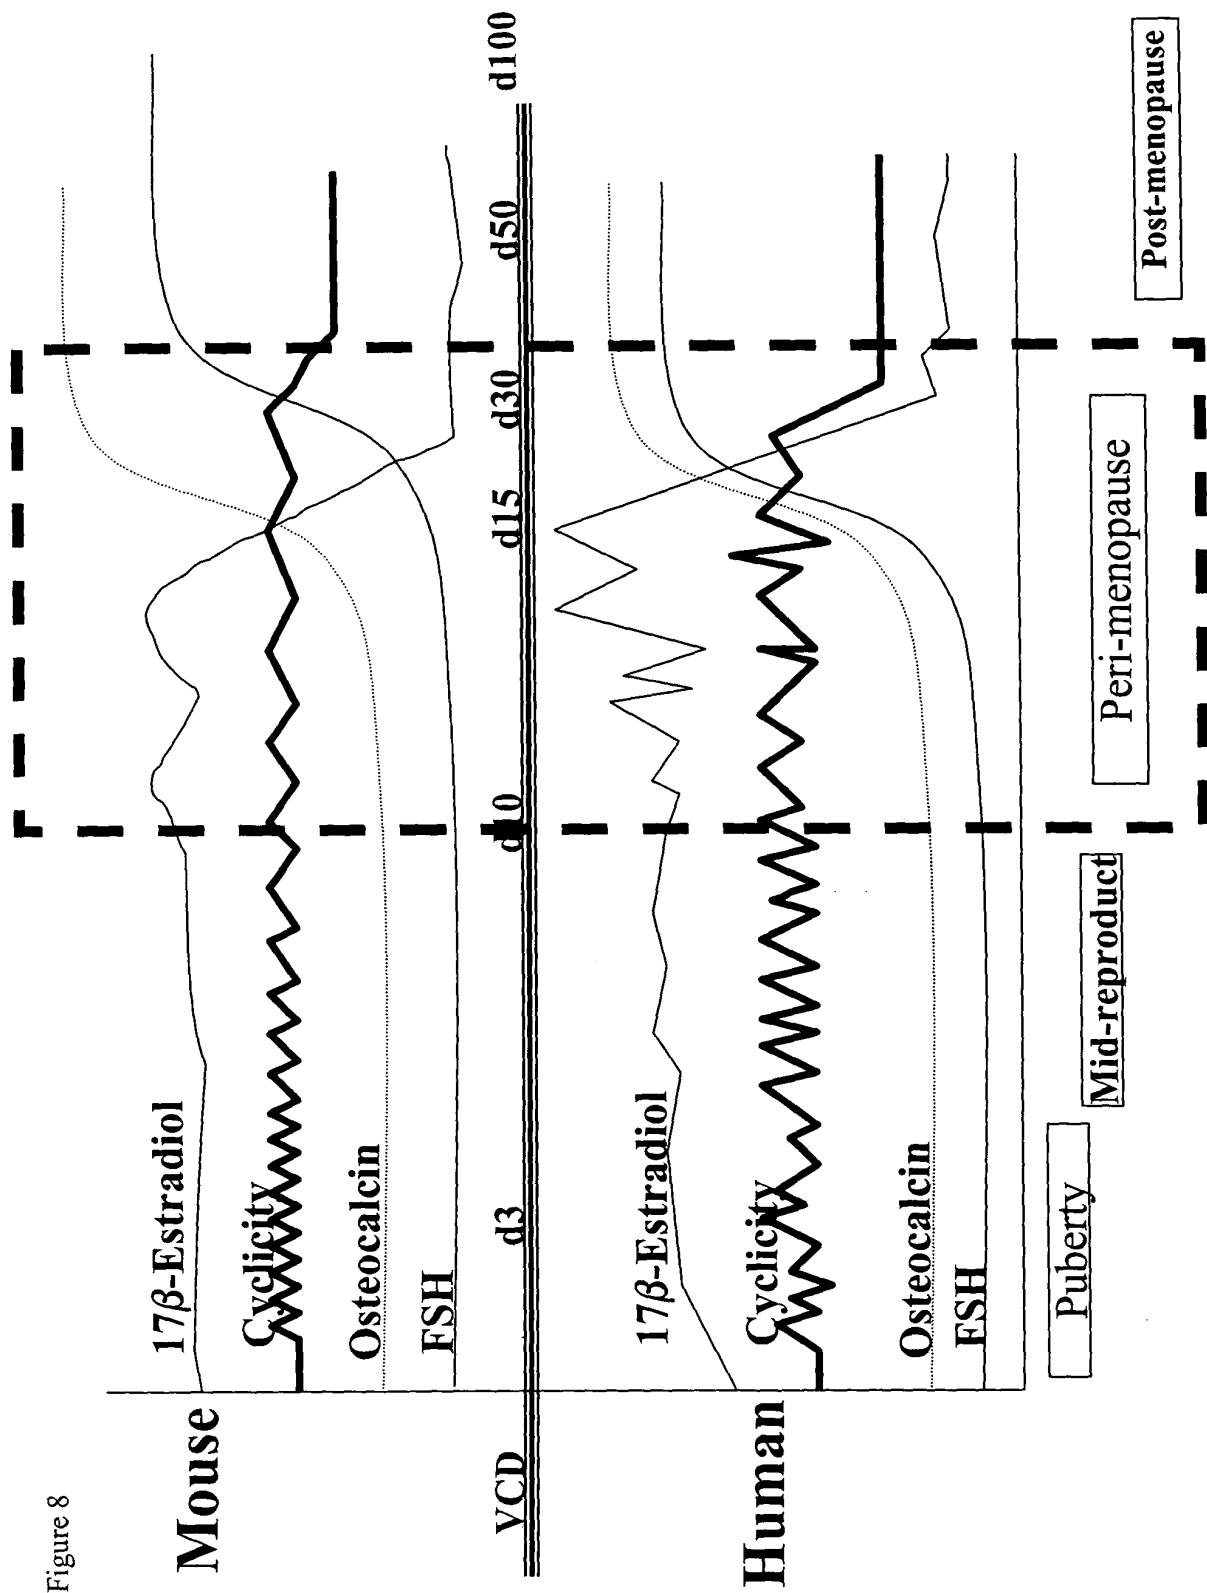 Figure 8
Mouse
17β-Estradiol
Cyclicity
Osteocalcin
FSH
VCD
d3
d10
d15
d30
d50
d100
Human
17β-Estradiol
Cyclicity
Osteocalcin
FSH
Puberty
Mid-reproduct
Peri-menopause
Post-menopause